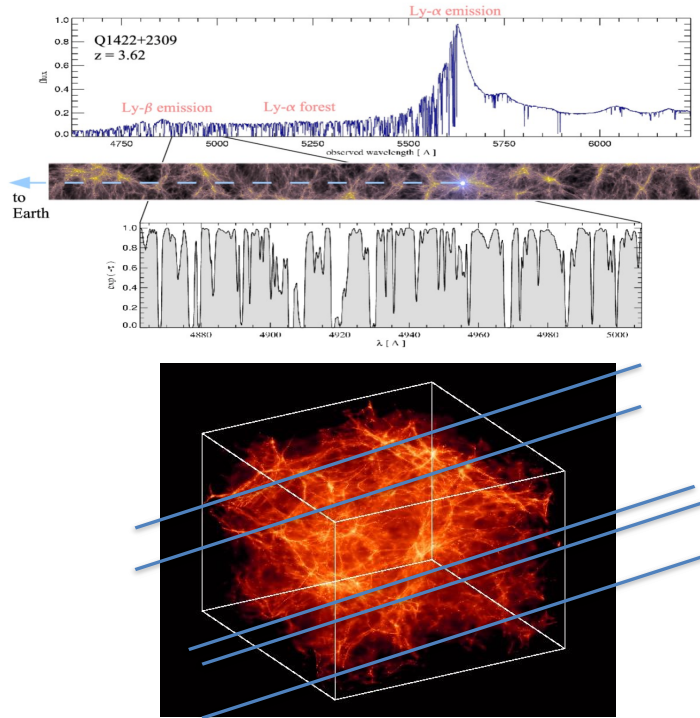 Ly-α emission
Q1422+2309
z = 3.62
Ly-β emission
Ly-α forest
flux
1.0
0.8
0.6
0.4
0.2
0.0
4750
5000
5250
5500
5750
6000
observed wavelength [ A ]
to
Earth
exp(-τ)
1.0
0.8
0.6
0.4
0.2
0.0
4880
4900
4920
4940
4960
4980
5000
λ [ A ]